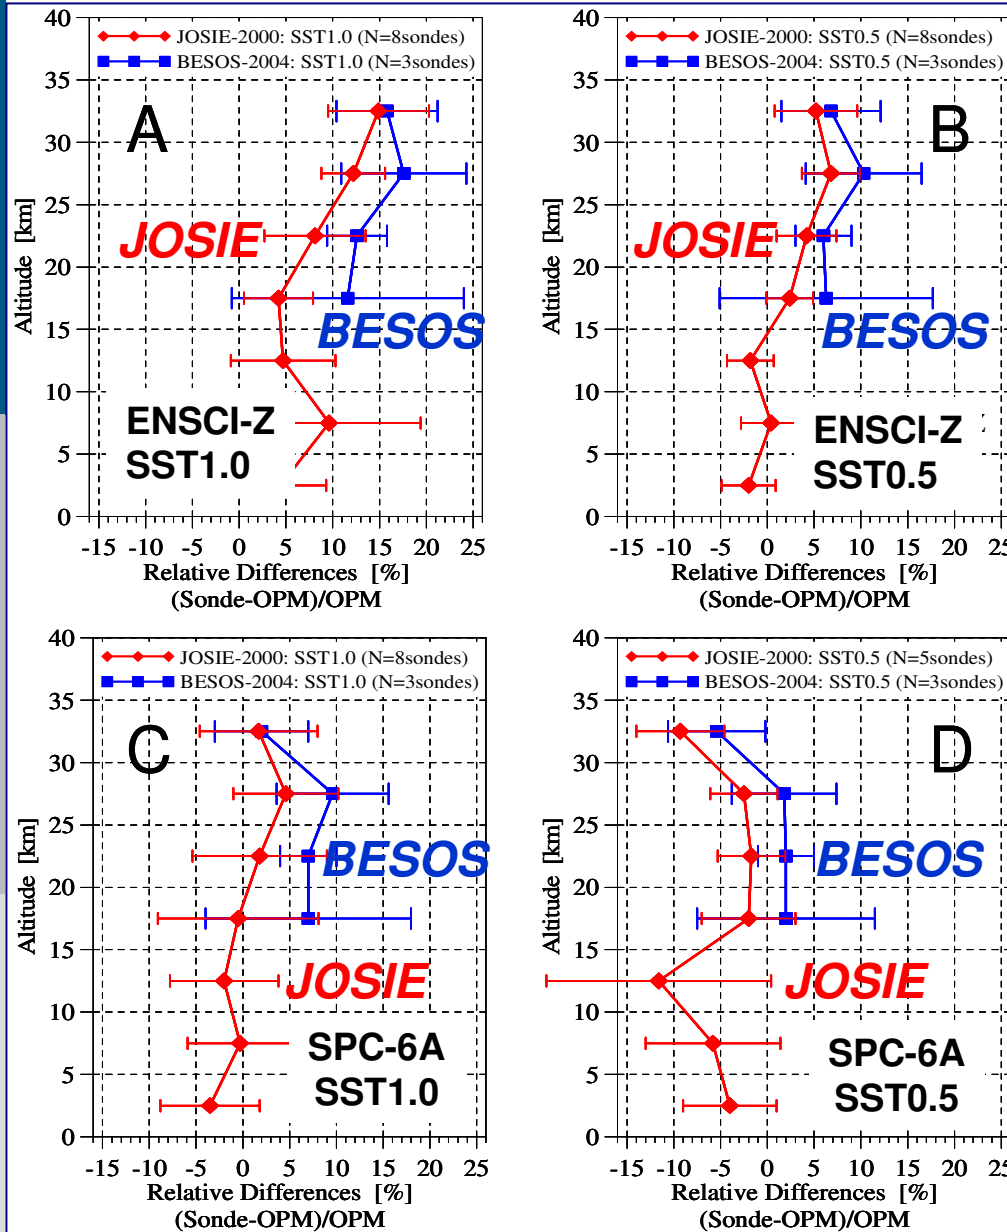 JOSIE-2000: SST1.0 (N=8sondes)
BESOS-2004: SST1.0 (N=3sondes)
A
JOSIE
BESOS
ENSCI-Z
SST1.0
Altitude [km]
40
35
30
25
20
15
10
5
0
-15 -10 -5 0 5 10 15 20 25
Relative Differences [%]
(Sonde-OPM)/OPM
JOSIE-2000: SST0.5 (N=8sondes)
BESOS-2004: SST0.5 (N=3sondes)
B
JOSIE
BESOS
ENSCI-Z
SST0.5
Altitude [km]
40
35
30
25
20
15
10
5
0
-15 -10 -5 0 5 10 15 20 25
Relative Differences [%]
(Sonde-OPM)/OPM
JOSIE-2000: SST1.0 (N=8sondes)
BESOS-2004: SST1.0 (N=3sondes)
C
BESOS
JOSIE
SPC-6A
SST1.0
Altitude [km]
40
35
30
25
20
15
10
5
0
-15 -10 -5 0 5 10 15 20 25
Relative Differences [%]
(Sonde-OPM)/OPM
JOSIE-2000: SST0.5 (N=5sondes)
BESOS-2004: SST0.5 (N=3sondes)
D
BESOS
JOSIE
SPC-6A
SST0.5
Altitude [km]
40
35
30
25
20
15
10
5
0
-15 -10 -5 0 5 10 15 20 25
Relative Differences [%]
(Sonde-OPM)/OPM